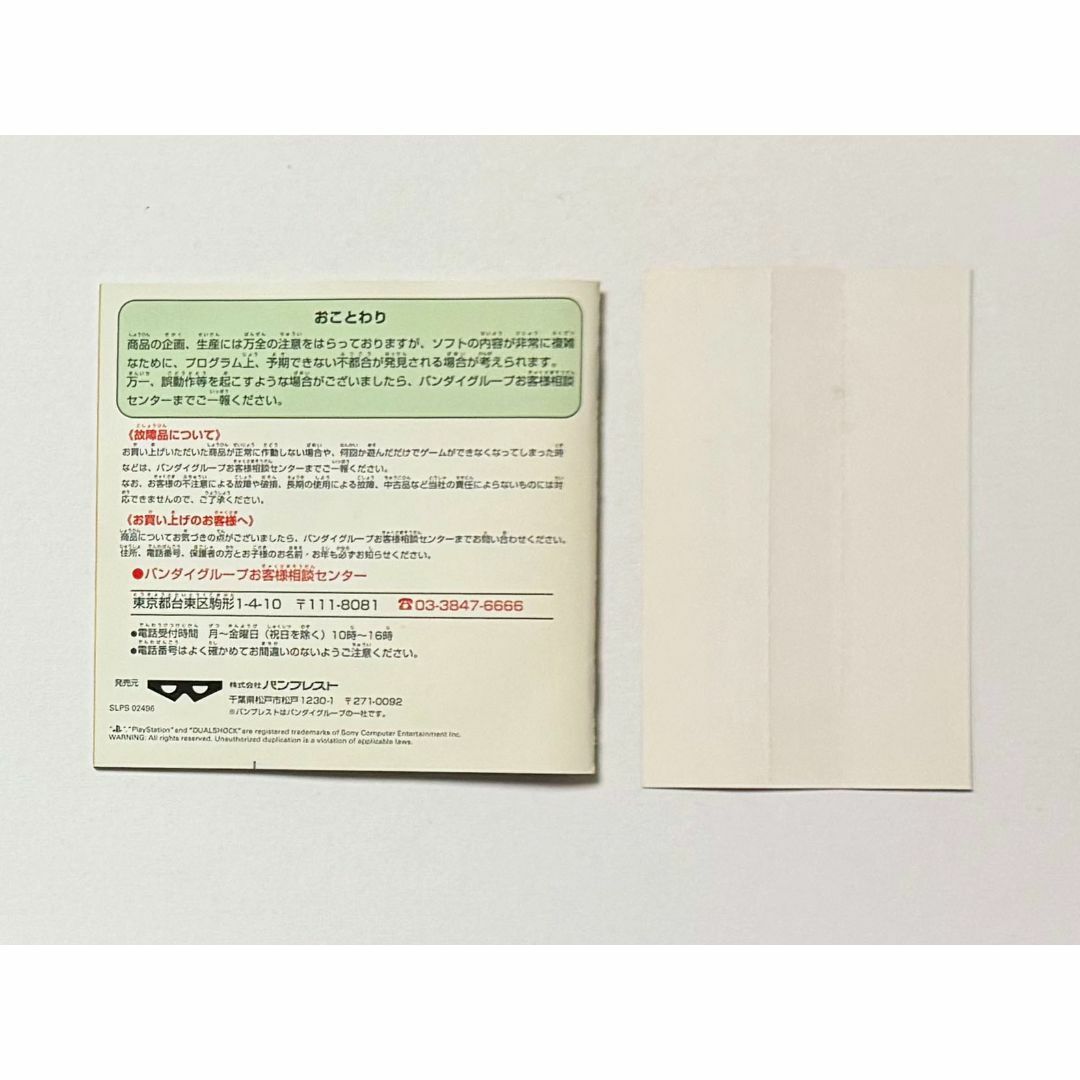 おことわり
商品の企画、生産には万全の注意をはらっておりますが、ソフトの内容が非常に複雑
なために、プログラム上、予期できない不都合が発見される場合が考えられます。
万一、誤動作等を起こすような場合がございましたら、バンダイグループお客様相談
センターまでご一報ください。
《故障品について》
お買い上げいただいた商品が正常に作動しない場合や、何回か遊んだだけでゲームができなくなってしまった時
などは、バンダイグループお客様相談センターまでご一報ください。
なお、お客様の不注意による故障や破損、長期の使用による故障、中古品など当社の責任によらないものには対
応できませんので、ご了承ください。
《お買い上げのお客様へ》
商品についてお気づきの点がございましたら、バンダイグループお客様相談センターまでお問い合わせください。
住所、電話番号、保護者の方とお子様のお名前・お年も必ずお知らせください。
●バンダイグループお客様相談センター
東京都台東区駒形1-4-10 〒111-8081 ☎03-3847-6666
●電話受付時間 月〜金曜日（祝日を除く）10時〜16時
●電話番号はよく確かめてお間違いのないようご注意ください。
発売元 株式会社 バンプレスト
千葉県松戸市松戸1230-1 〒271-0092
※バンプレストはバンダイグループの一社です。
SLPS 02496
"PlayStation" and "DUALSHOCK" are registered trademarks of Sony Computer Entertainment Inc.
WARNING: All rights reserved. Unauthorized duplication is a violation of applicable laws.